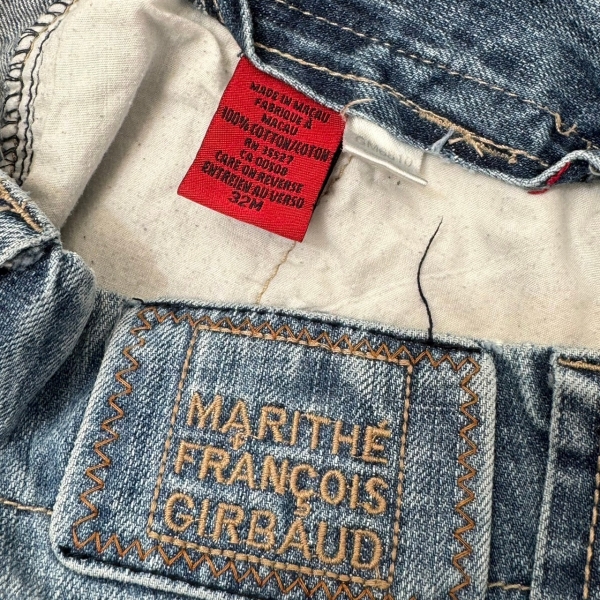 MADE IN MACAU
FABRIQUÉ À
MACAU
100% COTTON/COTON
RN 35527
CA 00508
CARE ON REVERSE
ENTRETIEN AU VERSO
32M
MARITHÉ
FRANÇOIS
GIRBAUD